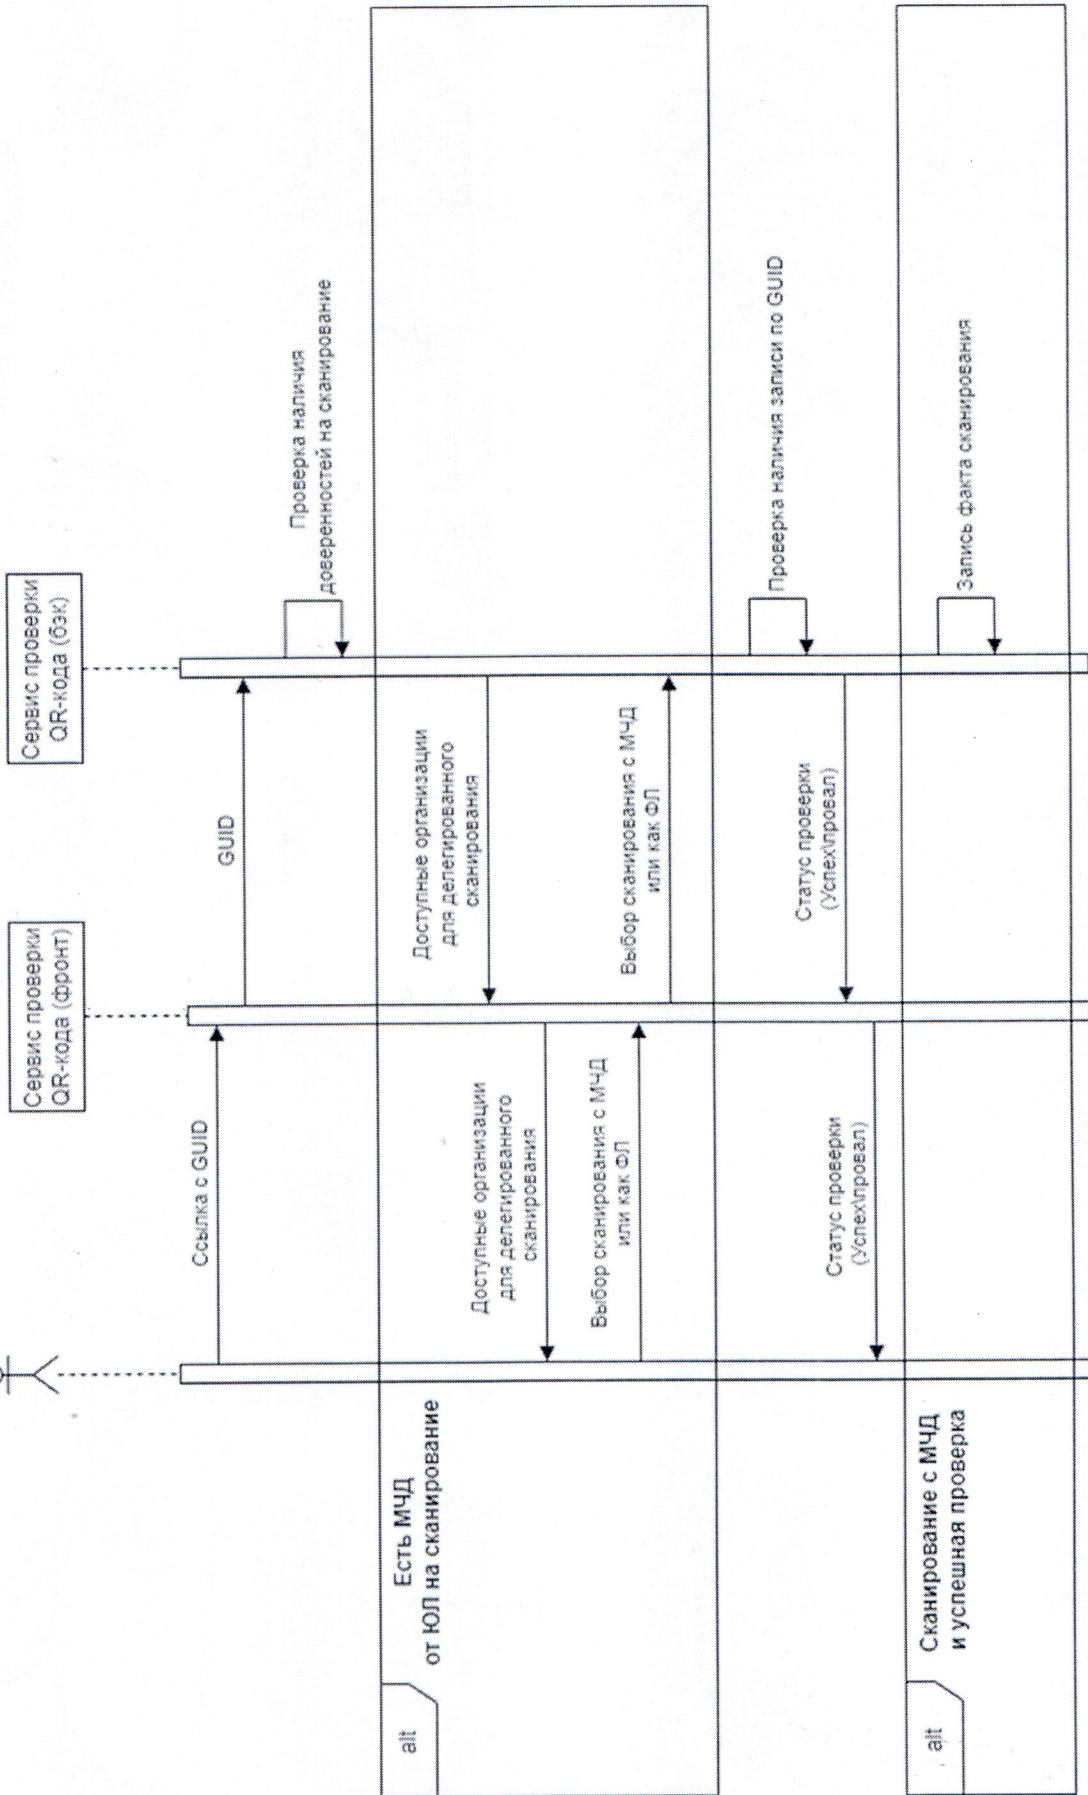 Сервис проверки
QR-кода (фронт)
Сервис проверки
QR-кода (бэк)
Ссылка с GUID
GUID
Проверка наличия
доверенностей на сканирование
alt
Есть МЧД
от ЮЛ на сканирование
Доступные организации
для делегированного
сканирования
Доступные организации
для делегированного
сканирования
Выбор сканирования с МЧД
или как ФЛ
Выбор сканирования с МЧД
или как ФЛ
Проверка наличия записи по GUID
Статус проверки
(Успех\провал)
Статус проверки
(Успех\провал)
alt
Сканирование с МЧД
и успешная проверка
Запись факта сканирования